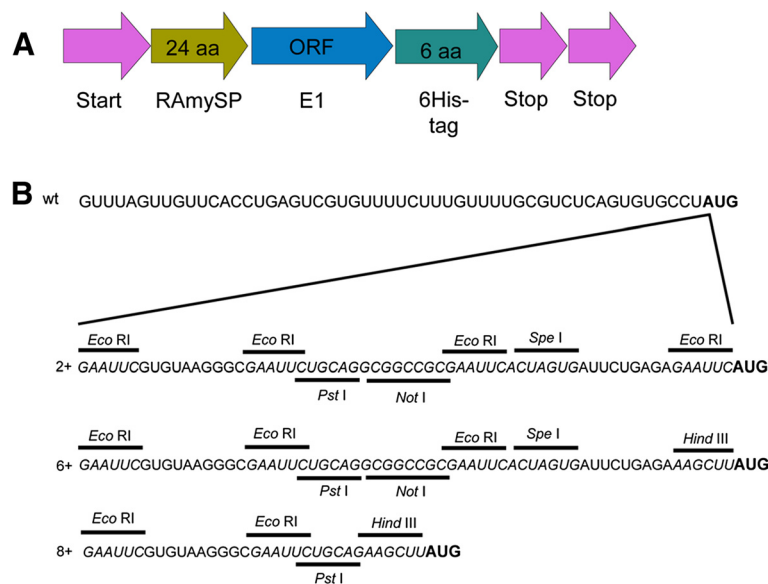 A
24 aa ORF 6 aa
Start RAmySP E1 6His- Stop Stop
tag
B
wt GUUUAGUUGUUCACCUGAGUCGUGUUUUCUUUGUUUUGCGUCUCAGUGUGCCUAUG
Eco RI Eco RI Eco RI Spe I Eco RI
2+ GAAUUCGUGUAAGGGCGAAUUCUGCAGGCGGCCGCGAAUUCACUAGUGAUUCUGAGAGAAUUCAUG
Pst I Not I
Eco RI Eco RI Eco RI Spe I Hind III
6+ GAAUUCGUGUAAGGGCGAAUUCUGCAGGCGGCCGCGAAUUCACUAGUGAUUCUGAGAAAGCUUAUG
Pst I Not I
Eco RI Eco RI Hind III
8+ GAAUUCGUGUAAGGGCGAAUUCUGCAGAAGCUUAUG
Pst I